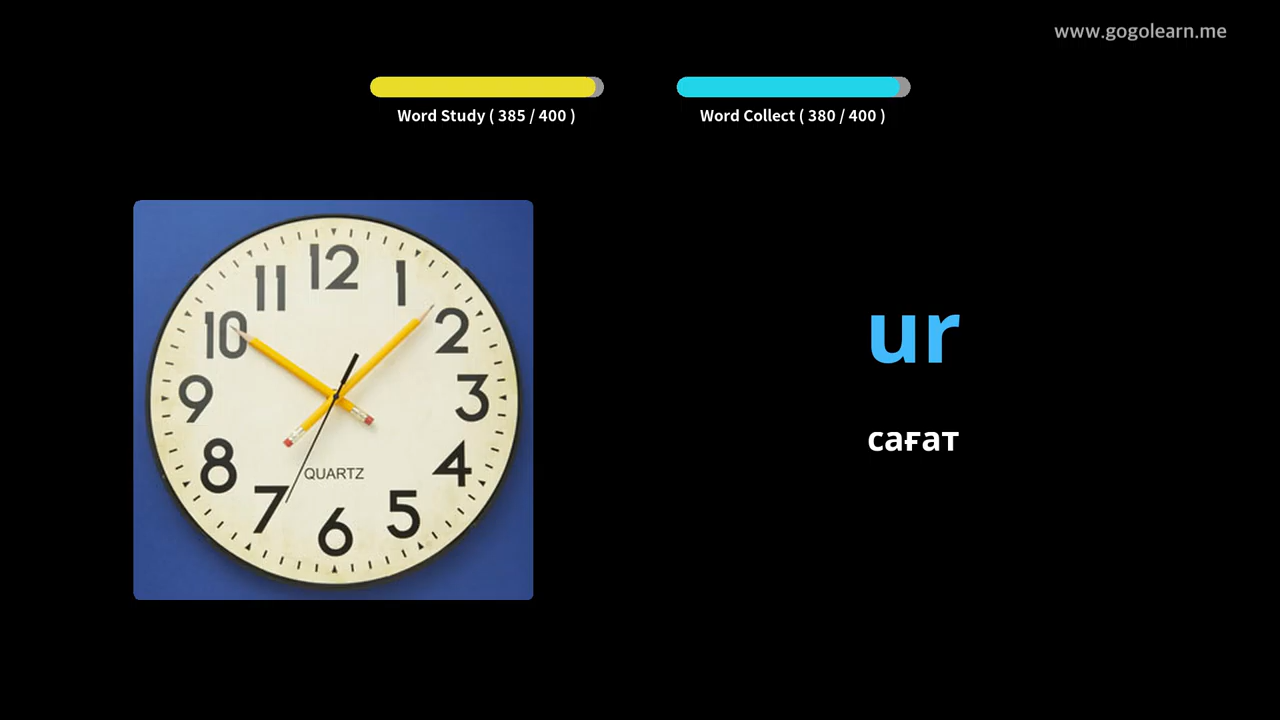 www.gogolearn.me
Word Study ( 385 / 400 )
Word Collect ( 380 / 400 )
12
11
1
10
2
9
3
8
4
QUARTZ
7
5
6
ur
сағат